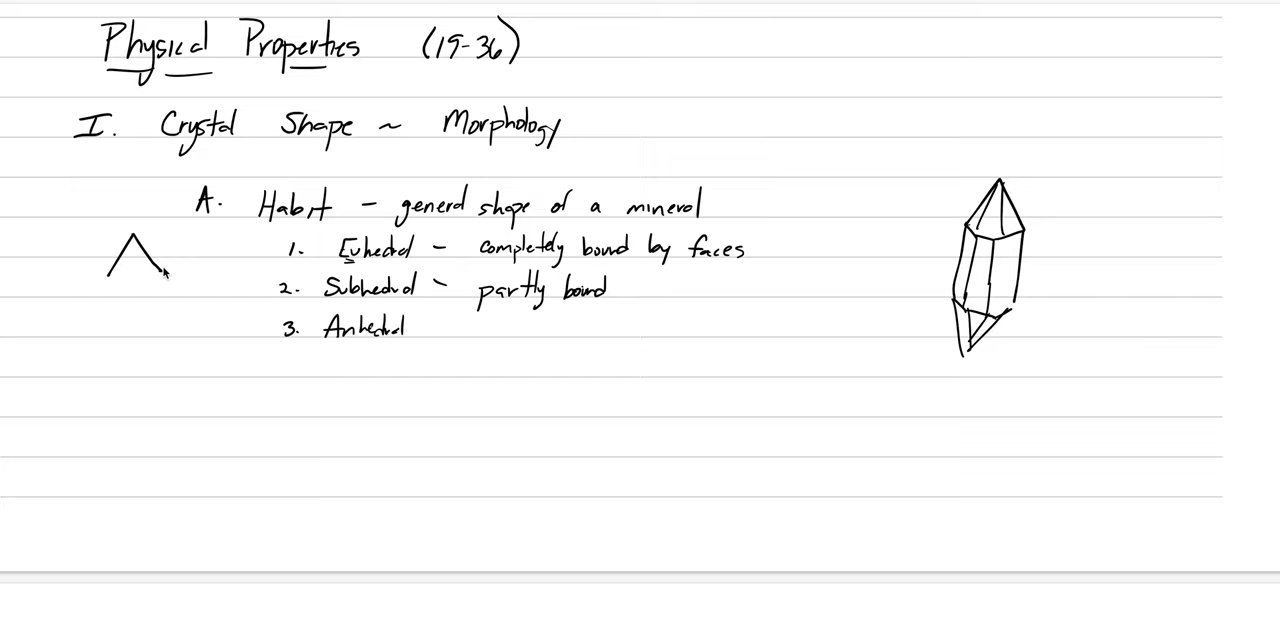 Physical Properties (19-36)
I. Crystal Shape ~ Morphology
A. Habit - general shape of a mineral
1. Euhedral - completely bound by faces
2. Subhedral - partly bound
3. Anhedral